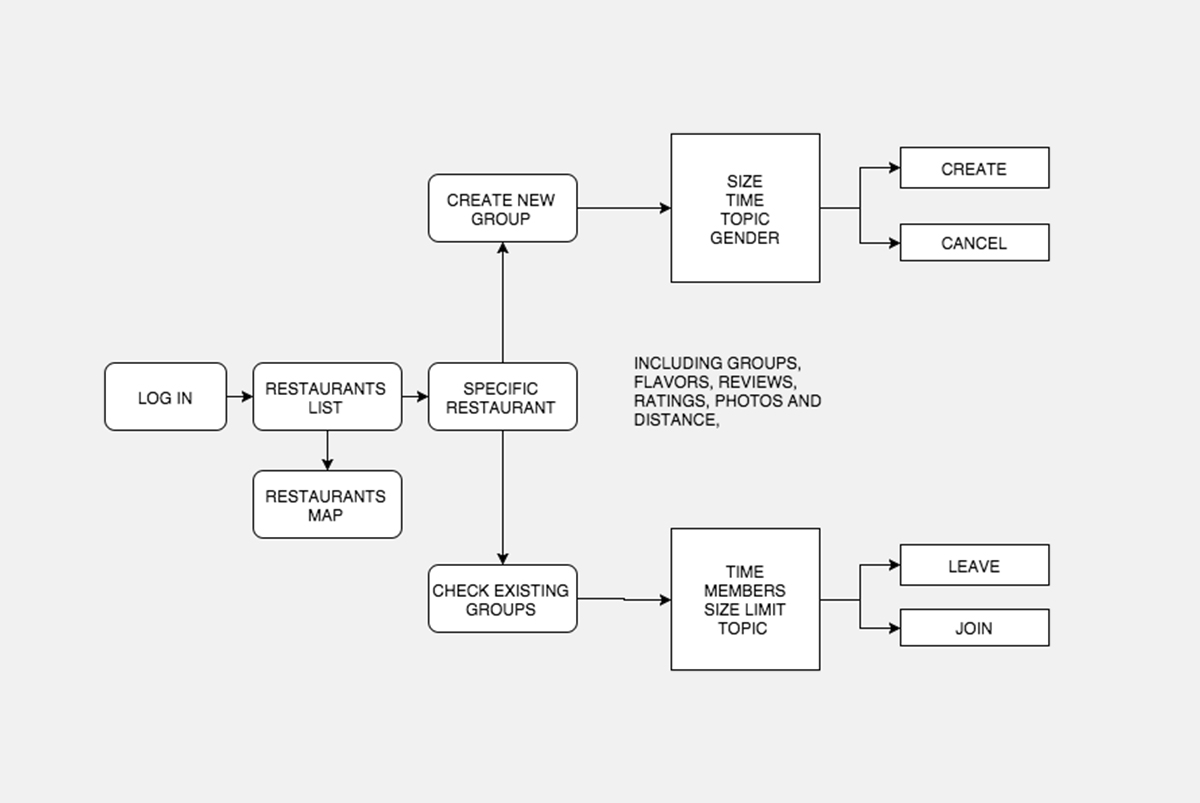 CREATE NEW
GROUP
SIZE
TIME
TOPIC
GENDER
CREATE
CANCEL
LOG IN
RESTAURANTS
LIST
SPECIFIC
RESTAURANT
INCLUDING GROUPS,
FLAVORS, REVIEWS,
RATINGS, PHOTOS AND
DISTANCE,
RESTAURANTS
MAP
CHECK EXISTING
GROUPS
TIME
MEMBERS
SIZE LIMIT
TOPIC
LEAVE
JOIN